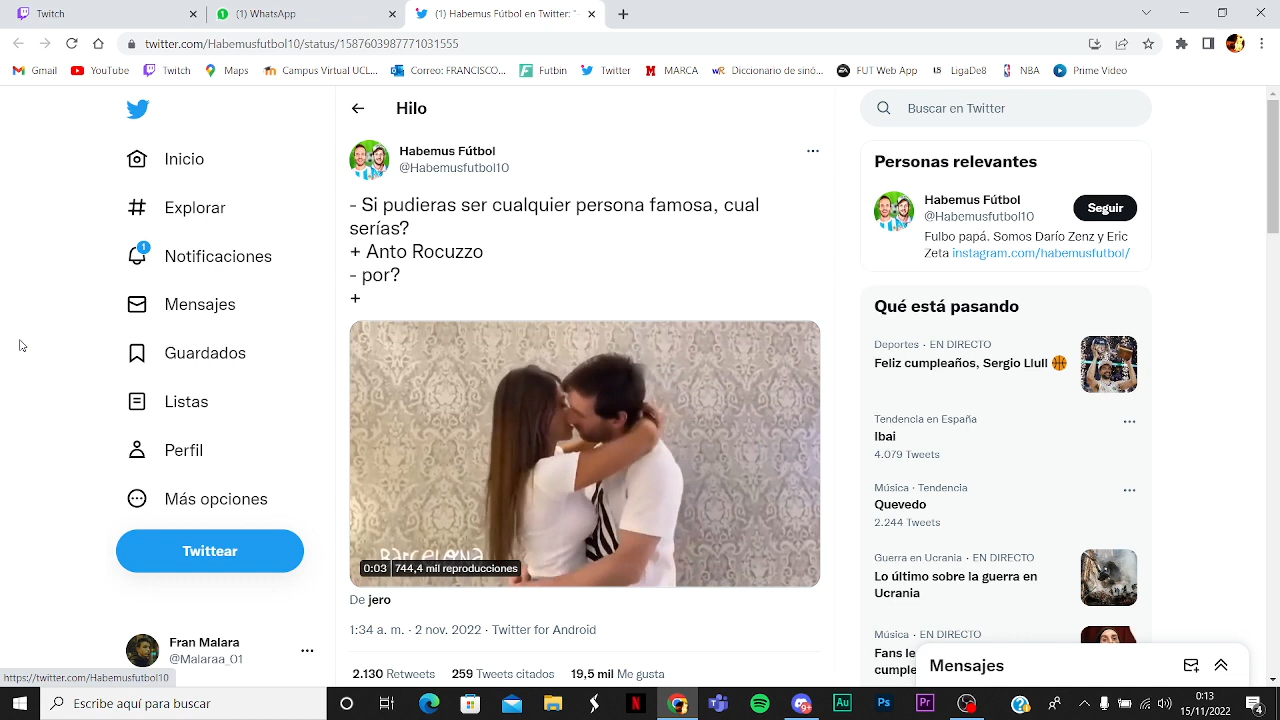 Twitch
(1) WhatsApp
(1) Habemus Fútbol en Twitter: "-
twitter.com/Habemusfutbol10/status/1587603987771031555
Gmail
YouTube
Twitch
Maps
Campus Virtual UCL...
Correo: FRANCISCO...
Futbin
Twitter
MARCA
Diccionario de sinó...
FUT Web App
LigaDe8
NBA
Prime Video
Inicio
Explorar
1
Notificaciones
Mensajes
Guardados
Listas
Perfil
Más opciones
Twittear
Fran Malara
@Malaraa_01
https://twitter.com/Habemusfutbol10
Hilo
Habemus Fútbol
@Habemusfutbol10
- Si pudieras ser cualquier persona famosa, cual
serías?
+ Anto Rocuzzo
- por?
+
Barcelona
0:03 744,4 mil reproducciones
De jero
1:34 a. m. · 2 nov. 2022 · Twitter for Android
2.130 Retweets 259 Tweets citados 19,5 mil Me gusta
Buscar en Twitter
Personas relevantes
Habemus Fútbol
@Habemusfutbol10
Seguir
Fulbo papá. Somos Darío Zenz y Eric
Zeta instagram.com/habemusfutbol/
Qué está pasando
Deportes · EN DIRECTO
Feliz cumpleaños, Sergio Llull
Tendencia en España
Ibai
4.079 Tweets
Música · Tendencia
Quevedo
2.244 Tweets
Guerra en Ucrania · EN DIRECTO
Lo último sobre la guerra en
Ucrania
Música · EN DIRECTO
Fans le
cumple
Mensajes
Escribe aquí para buscar
0:13
15/11/2022
4